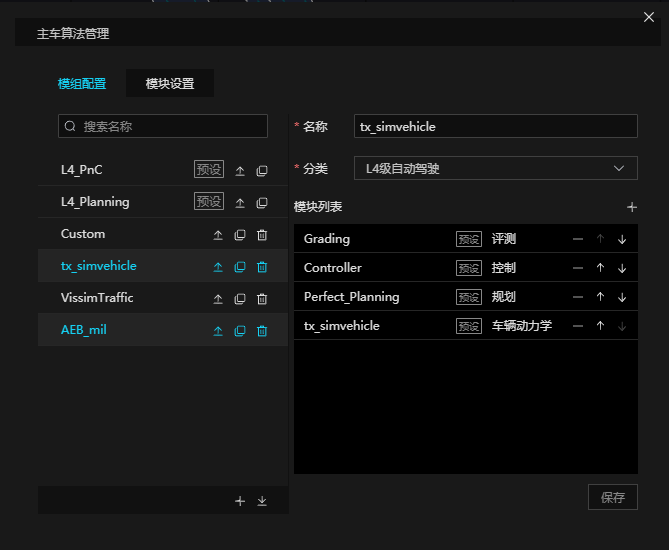 主车算法管理
模组配置 模块设置
搜索名称
L4_PnC 预设
L4_Planning 预设
Custom
tx_simvehicle
VissimTraffic
AEB_mil
* 名称 tx_simvehicle
* 分类 L4级自动驾驶
模块列表
Grading 预设 评测
Controller 预设 控制
Perfect_Planning 预设 规划
tx_simvehicle 预设 车辆动力学
保存